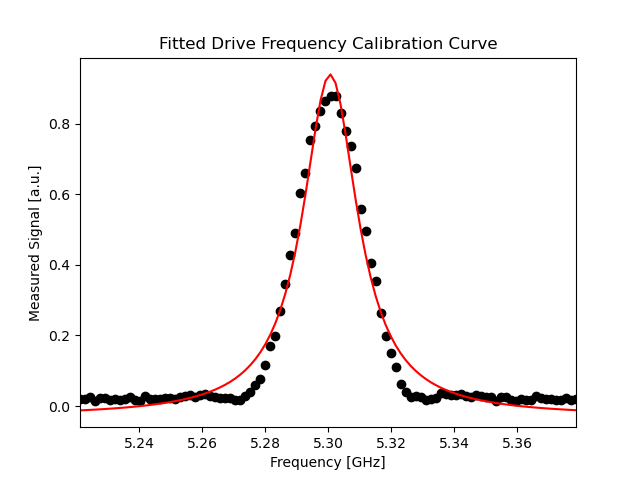 Fitted Drive Frequency Calibration Curve
Measured Signal [a.u.]
0.8
0.6
0.4
0.2
0.0
5.24 5.26 5.28 5.30 5.32 5.34 5.36
Frequency [GHz]